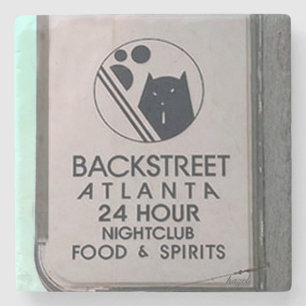 BACKSTREET
ATLANTA
24 HOUR
NIGHTCLUB
FOOD & SPIRITS